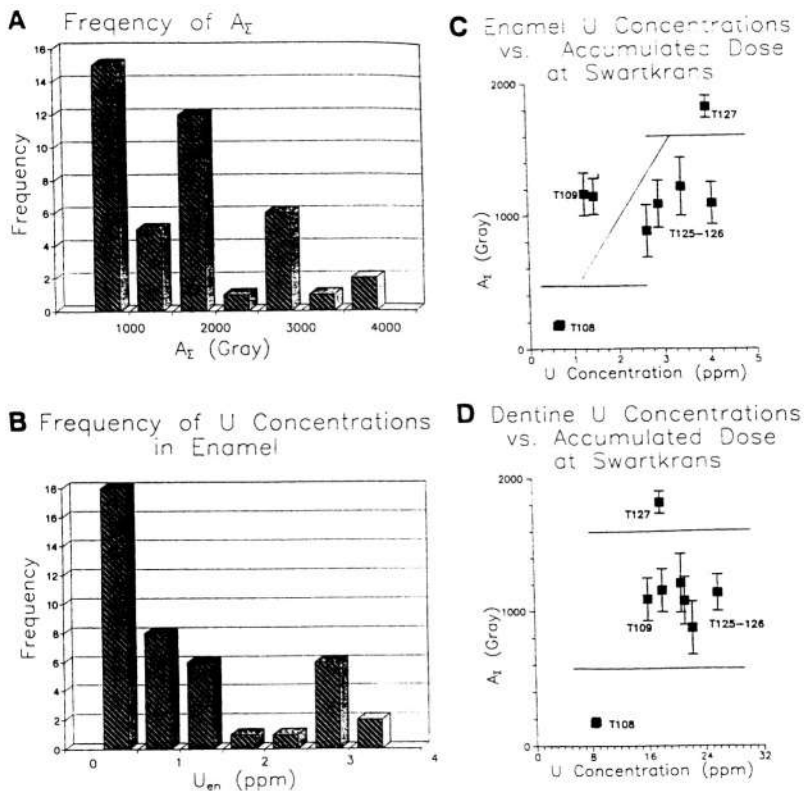 A Freqency of AΣ
16
14
12
10
8
6
4
2
0
Frequency
1000 2000 3000 4000
AΣ (Gray)
B Frequency of U Concentrations
in Enamel
18
16
14
12
10
8
6
4
2
0
Frequency
0 1 2 3 4
Uen (ppm)
C Enamel U Concentrations
vs. Accumulated Dose
at Swartkrans
2000
1000
0
AΣ (Gray)
T127
T109
T125-126
T108
0 1 2 3 4 5
U Concentration (ppm)
D Dentine U Concentrations
vs. Accumulated Dose
at Swartkrans
2000
1000
0
AΣ (Gray)
T127
T109
T125-126
T108
0 8 16 24 32
U Concentration (ppm)